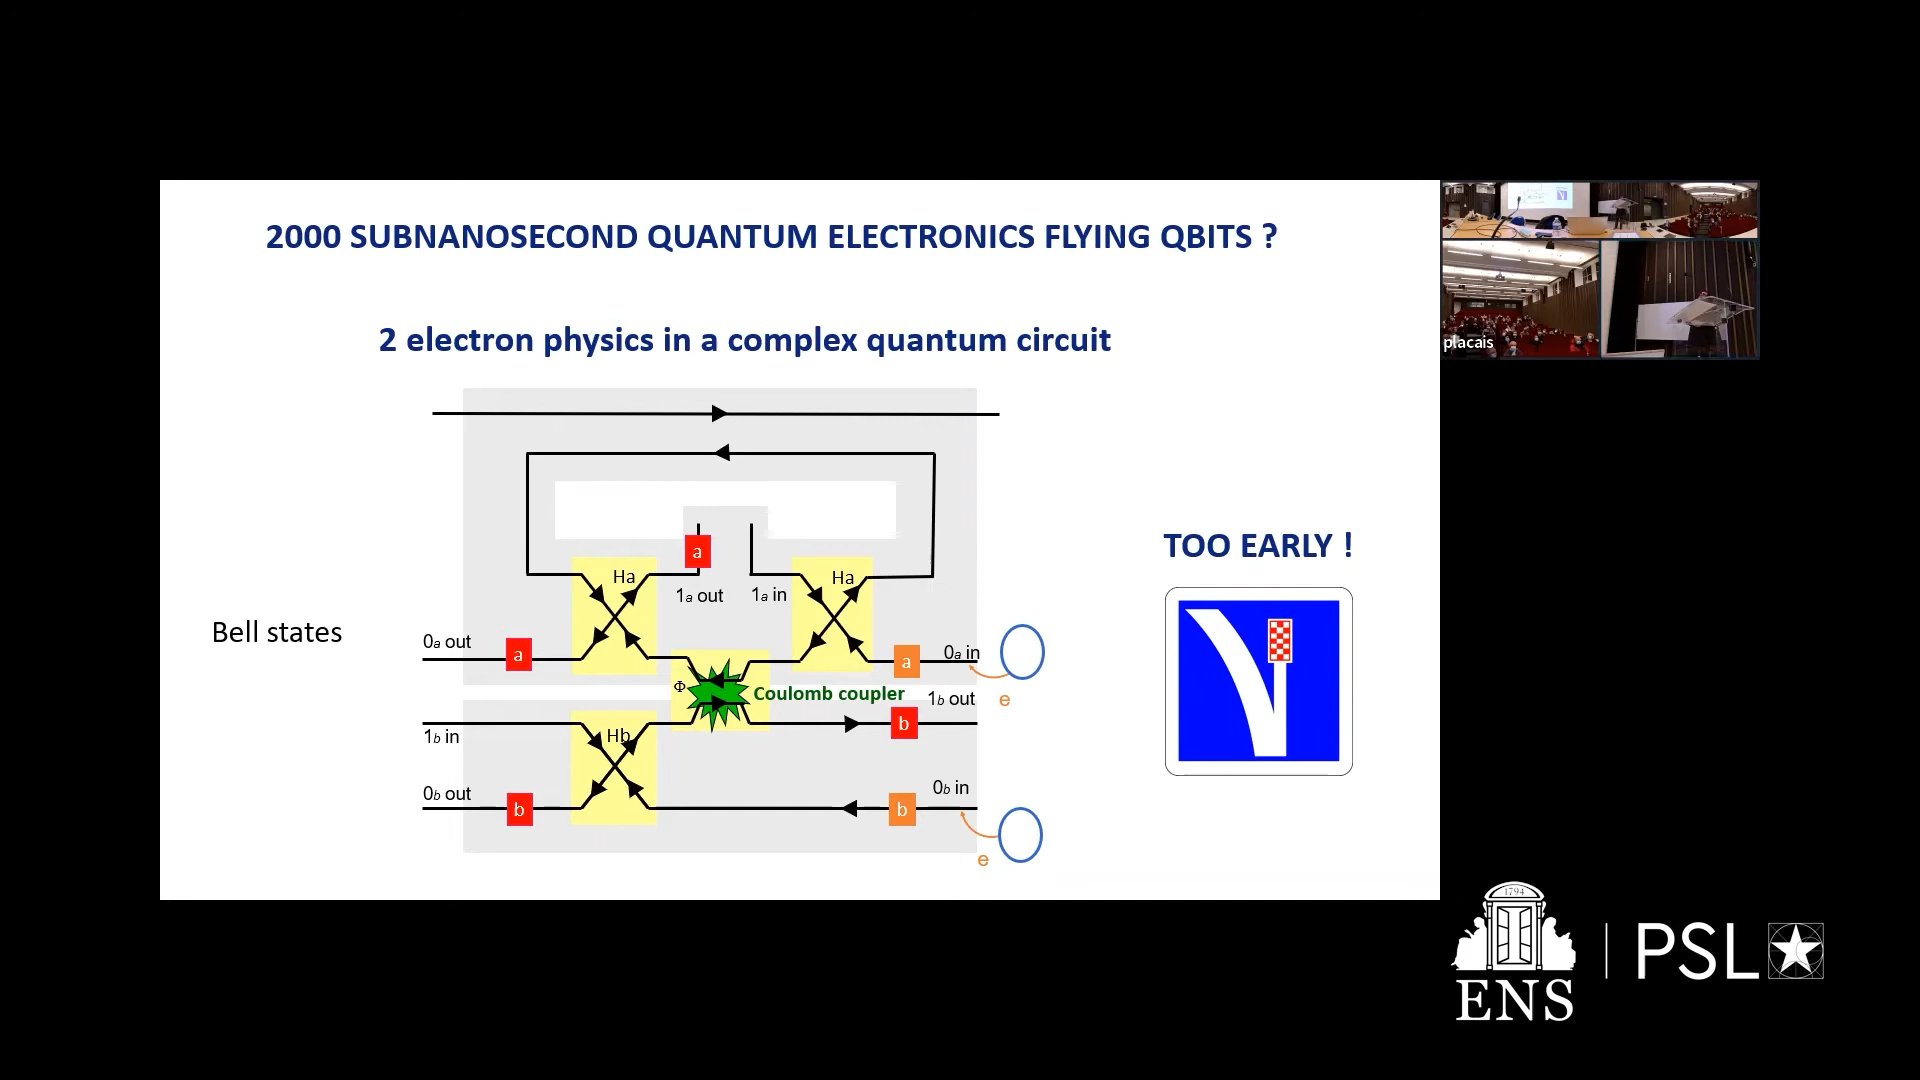 2000 SUBNANOSECOND QUANTUM ELECTRONICS FLYING QBITS ?
2 electron physics in a complex quantum circuit
placais
a
Ha
Ha
1a out
1a in
TOO EARLY !
Bell states
0a out
a
a
0a in
Φ
Coulomb coupler
1b out
e
1b in
Hb
b
0b out
b
b
0b in
e
1794
ENS
PSL